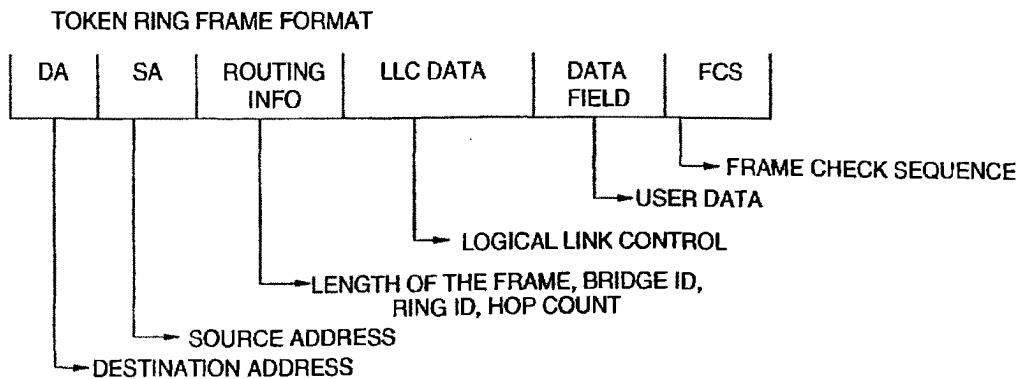 TOKEN RING FRAME FORMAT
DA SA ROUTING INFO LLC DATA DATA FIELD FCS
FRAME CHECK SEQUENCE
USER DATA
LOGICAL LINK CONTROL
LENGTH OF THE FRAME, BRIDGE ID,
RING ID, HOP COUNT
SOURCE ADDRESS
DESTINATION ADDRESS